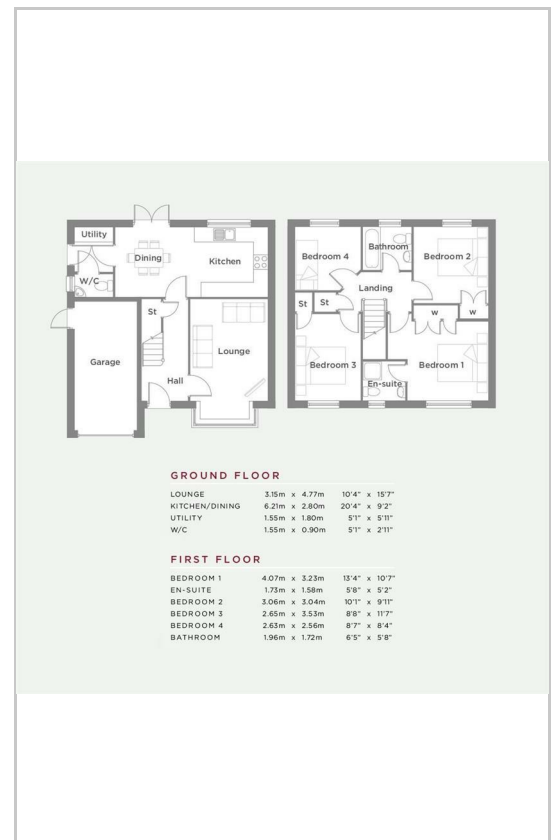 Utility
Dining
Kitchen
W/C
St
Lounge
Garage
Hall
Bedroom 4
Bathroom
Bedroom 2
Landing
St
St
W
W
Bedroom 3
Bedroom 1
En-suite
GROUND FLOOR
LOUNGE 3.15m x 4.77m 10'4" x 15'7"
KITCHEN/DINING 6.21m x 2.80m 20'4" x 9'2"
UTILITY 1.55m x 1.80m 5'1" x 5'11"
W/C 1.55m x 0.90m 5'1" x 2'11"
FIRST FLOOR
BEDROOM 1 4.07m x 3.23m 13'4" x 10'7"
EN-SUITE 1.73m x 1.58m 5'8" x 5'2"
BEDROOM 2 3.06m x 3.04m 10'1" x 9'11"
BEDROOM 3 2.65m x 3.53m 8'8" x 11'7"
BEDROOM 4 2.63m x 2.56m 8'7" x 8'4"
BATHROOM 1.96m x 1.72m 6'5" x 5'8"